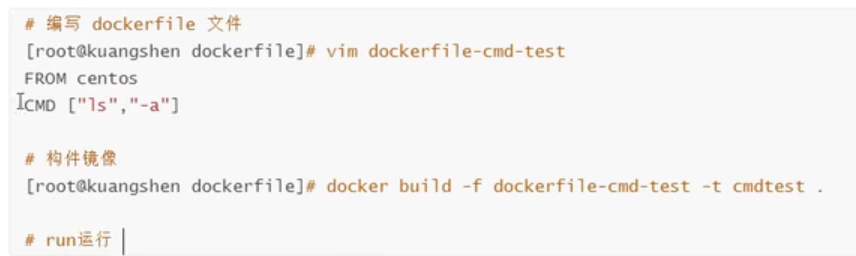 # 编写 dockerfile 文件
[root@kuangshen dockerfile]# vim dockerfile-cmd-test
FROM centos
CMD ["ls","-a"]
# 构件镜像
[root@kuangshen dockerfile]# docker build -f dockerfile-cmd-test -t cmdtest .
# run运行